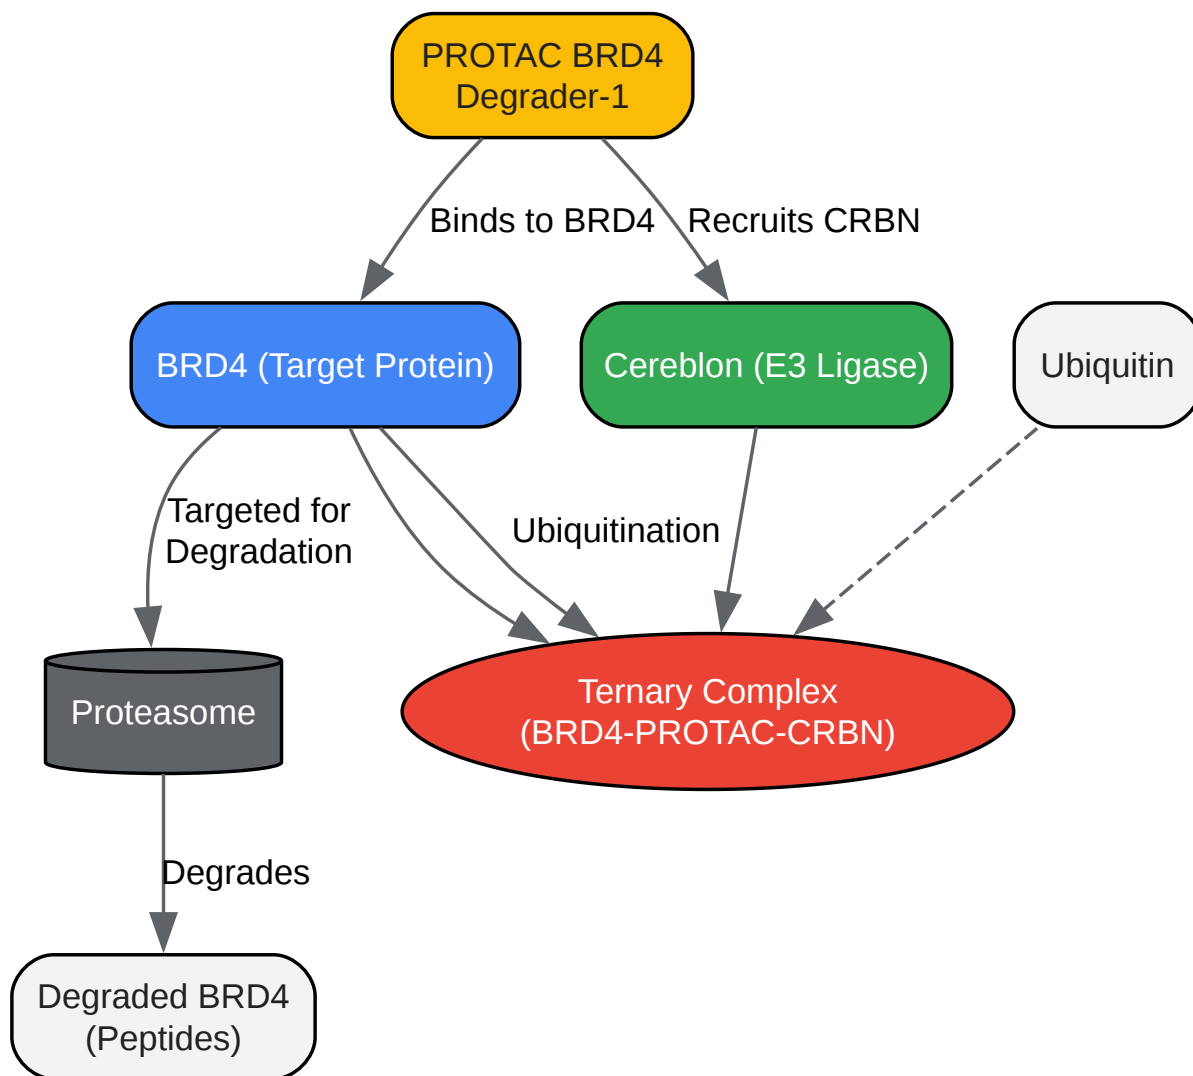 PROTAC BRD4
Degrader-1
Binds to BRD4
Recruits CRBN
BRD4 (Target Protein)
Cereblon (E3 Ligase)
Ubiquitin
Targeted for
Degradation
Ubiquitination
Proteasome
Ternary Complex
(BRD4-PROTAC-CRBN)
Degrades
Degraded BRD4
(Peptides)